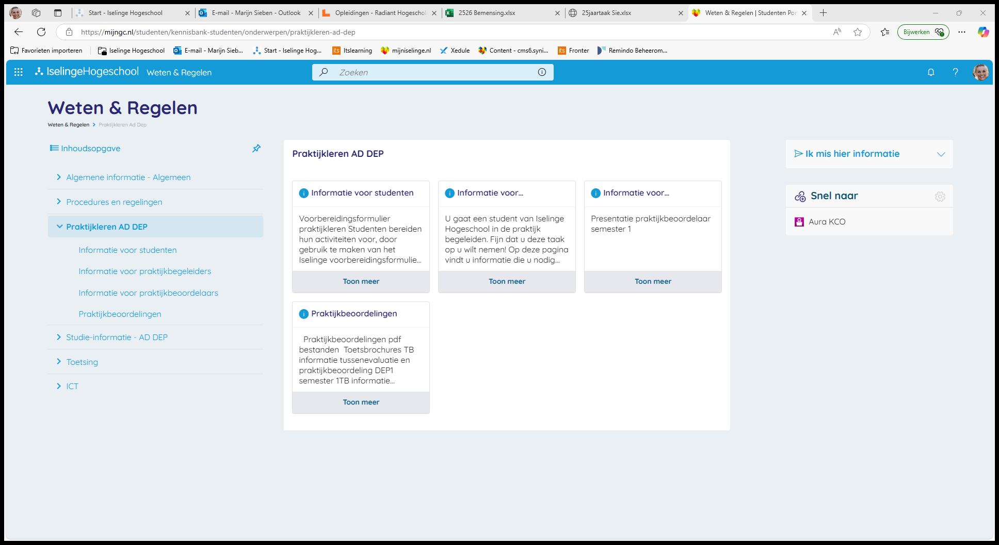 Start - Iselinge Hogeschool
E-mail - Marijn Sieben - Outlook
Opleidingen - Radiant Hogeschol
2526 Bemensing.xlsx
25jaartaak Sie.xlsx
Weten & Regelen | Studenten Por
https://mijngc.nl/studenten/kennisbank-studenten/onderwerpen/praktijkleren-ad-dep
Bijwerken
Favorieten importeren
Iselinge Hogeschool
E-mail - Marijn Sieb...
Start - Iselinge Hog...
its Itslearning
mijniselinge.nl
Xedule
Content - cms6.syni...
its Fronter
Remindo Beheerom...
IselingeHogeschool
Weten & Regelen
Zoeken
Weten & Regelen
Weten & Regelen > Praktijkleren Ad Dep
Inhoudsopgave
Algemene informatie - Algemeen
Procedures en regelingen
Praktijkleren AD DEP
Informatie voor studenten
Informatie voor praktijkbegeleiders
Informatie voor praktijkbeoordelaars
Praktijkbeoordelingen
Studie-informatie - AD DEP
Toetsing
ICT
Praktijkleren AD DEP
Informatie voor studenten
Voorbereidingsformulier
praktijkleren Studenten bereiden
hun activiteiten voor, door
gebruik te maken van het
Iselinge voorbereidingsformulie...
Toon meer
Informatie voor...
U gaat een student van Iselinge
Hogeschool in de praktijk
begeleiden. Fijn dat u deze taak
op u wilt nemen! Op deze pagina
vindt u informatie die u nodig...
Toon meer
Informatie voor...
Presentatie praktijkbeoordelaar
semester 1
Toon meer
Praktijkbeoordelingen
Praktijkbeoordelingen pdf
bestanden Toetsbrochures TB
informatie tussenevaluatie en
praktijkbeoordeling DEP1
semester 1TB informatie...
Toon meer
Ik mis hier informatie
Snel naar
Aura KCO